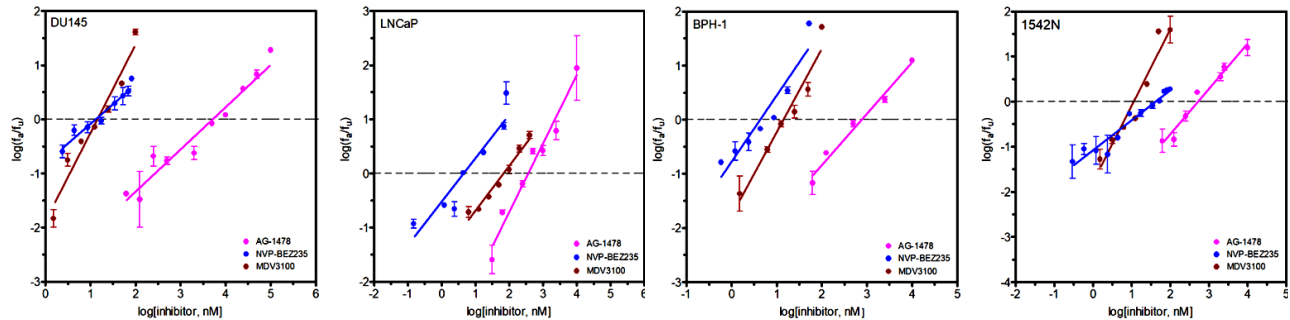 DU145
log(fa/fu)
2
1
0
-1
-2
-3
0 1 2 3 4 5 6
log[inhibitor, nM]
AG-1478
NVP-BEZ235
MDV3100
LNCaP
log(fa/fu)
3
2
1
0
-1
-2
-2 -1 0 1 2 3 4 5 6
log[inhibitor, nM]
AG-1478
NVP-BEZ235
MDV3100
BPH-1
log(fa/fu)
2
1
0
-1
-2
-3
-1 0 1 2 3 4 5
log[inhibitor, nM]
AG-1478
NVP-BEZ235
MDV3100
1542N
log(fa/fu)
2
1
0
-1
-2
-3
-4
-2 -1 0 1 2 3 4 5
log[inhibitor, nM]
AG-1478
NVP-BEZ235
MDV3100